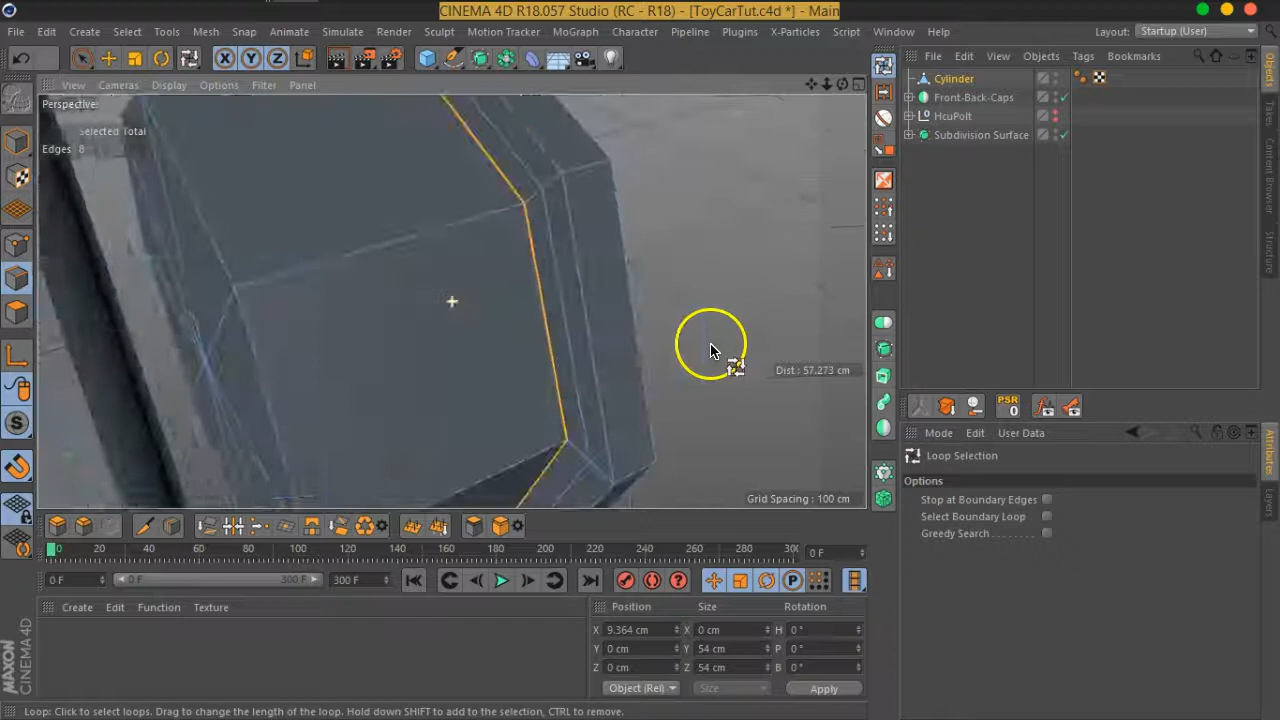 CINEMA 4D R18.057 Studio (RC - R18) - [ToyCarTut.c4d *] - Main
File Edit Create Select Tools Mesh Snap Animate Simulate Render Sculpt Motion Tracker MoGraph Character Pipeline Plugins X-Particles Script Window Help Layout: Startup (User)
X Y Z
File Edit View Objects Tags Bookmarks
View Cameras Display Options Filter Panel
Perspective
Selected Total
Edges 8
Cylinder
Front-Back-Caps
HcuPolt
Subdivision Surface
Objects
Takes
Content Browser
Structure
Dist : 57.273 cm
PSR
0
Mode Edit User Data
Loop Selection
Options
Stop at Boundary Edges
Select Boundary Loop
Greedy Search
Attributes
Layers
Grid Spacing : 100 cm
0 20 40 60 80 100 120 140 160 180 200 220 240 260 280 0 F
0 F 0 F 300 F 300 F
Create Edit Function Texture
Position Size Rotation
X 9.364 cm X 0 cm H 0 °
Y 0 cm Y 54 cm P 0 °
Z 0 cm Z 54 cm B 0 °
Object (Rel) Size Apply
MAXON
CINEMA 4D
Loop: Click to select loops. Drag to change the length of the loop. Hold down SHIFT to add to the selection, CTRL to remove.